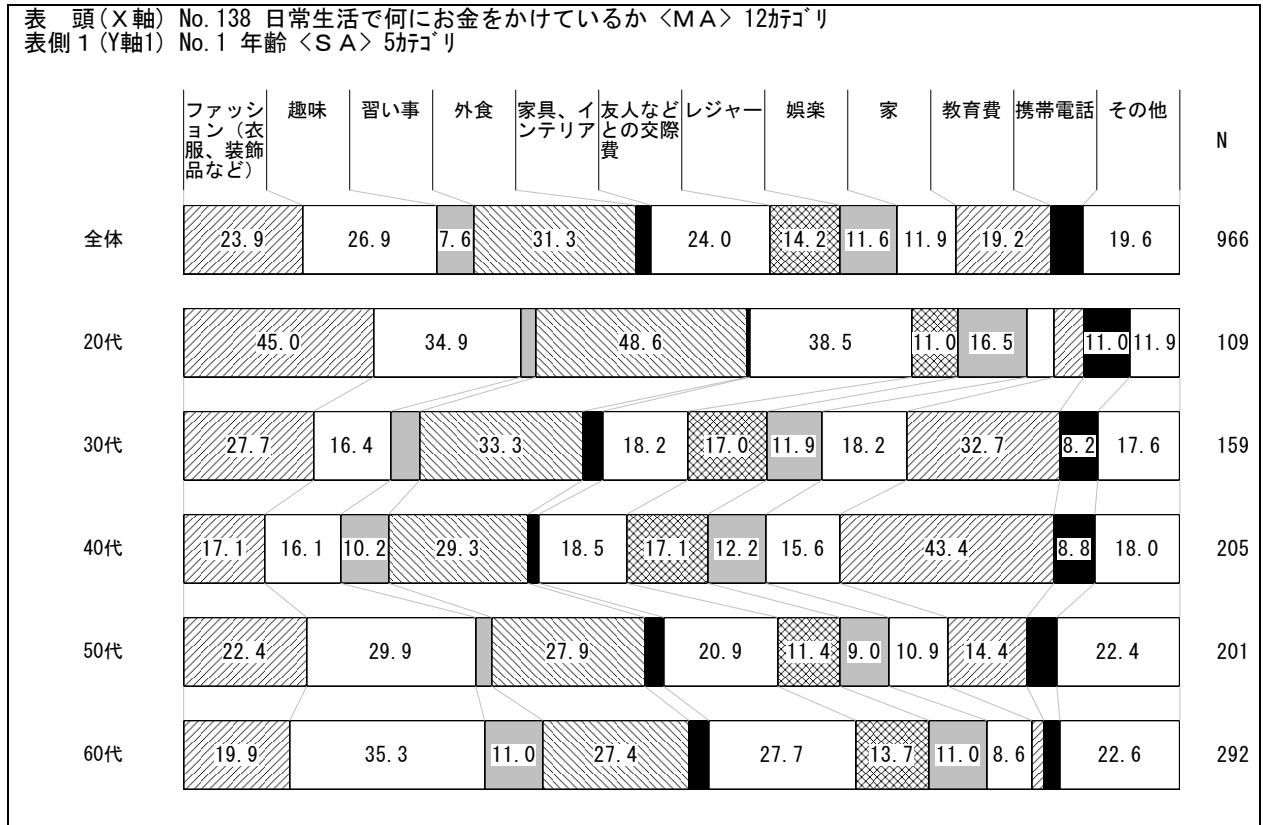 表　頭(X軸) No.138 日常生活で何にお金をかけているか <MA> 12ｶﾃｺﾞﾘ
表側1(Y軸1) No.1 年齢 <SA> 5ｶﾃｺﾞﾘ
ファッション（衣服、装飾品など） 趣味 習い事 外食 家具、インテリア 友人などとの交際費 レジャー 娯楽 家 教育費 携帯電話 その他 N
全体 23.9 26.9 7.6 31.3 24.0 14.2 11.6 11.9 19.2 19.6 966
20代 45.0 34.9 48.6 38.5 11.0 16.5 11.0 11.9 109
30代 27.7 16.4 33.3 18.2 17.0 11.9 18.2 32.7 8.2 17.6 159
40代 17.1 16.1 10.2 29.3 18.5 17.1 12.2 15.6 43.4 8.8 18.0 205
50代 22.4 29.9 27.9 20.9 11.4 9.0 10.9 14.4 22.4 201
60代 19.9 35.3 11.0 27.4 27.7 13.7 11.0 8.6 22.6 292